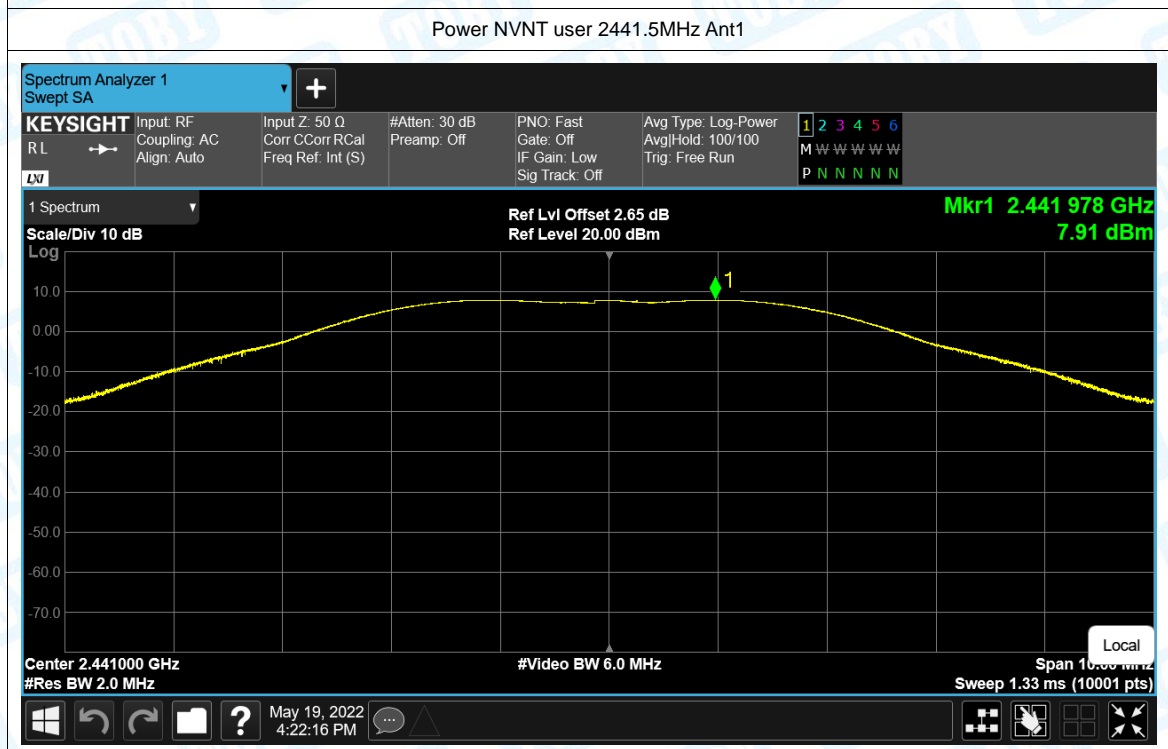 Power NVNT user 2441.5MHz Ant1
Spectrum Analyzer 1
Swept SA
KEYSIGHT
RL
LXI
Input: RF
Coupling: AC
Align: Auto
Input Z: 50 Ω
Corr CCorr RCal
Freq Ref: Int (S)
#Atten: 30 dB
Preamp: Off
PNO: Fast
Gate: Off
IF Gain: Low
Sig Track: Off
Avg Type: Log-Power
Avg|Hold: 100/100
Trig: Free Run
1 2 3 4 5 6
M W W W W W
P N N N N N
1 Spectrum
Scale/Div 10 dB
Ref Lvl Offset 2.65 dB
Ref Level 20.00 dBm
Mkr1 2.441 978 GHz
7.91 dBm
Log
1
10.0
0.00
-10.0
-20.0
-30.0
-40.0
-50.0
-60.0
-70.0
Local
Center 2.441000 GHz
#Video BW 6.0 MHz
Span 10.00 MHz
#Res BW 2.0 MHz
Sweep 1.33 ms (10001 pts)
?
May 19, 2022
4:22:16 PM
TOBY